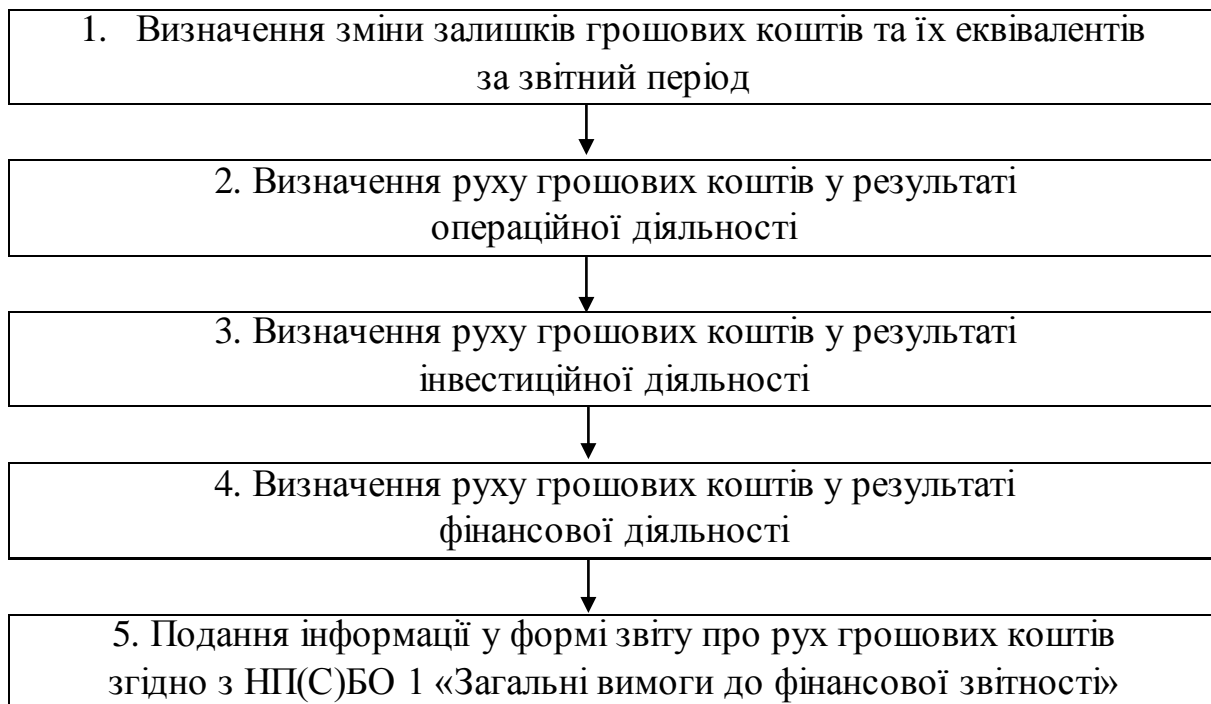 1. Визначення зміни залишків грошових коштів та їх еквівалентів
за звітний період
2. Визначення руху грошових коштів у результаті
операційної діяльності
3. Визначення руху грошових коштів у результаті
інвестиційної діяльності
4. Визначення руху грошових коштів у результаті
фінансової діяльності
5. Подання інформації у формі звіту про рух грошових коштів
згідно з НП(С)БО 1 «Загальні вимоги до фінансової звітності»